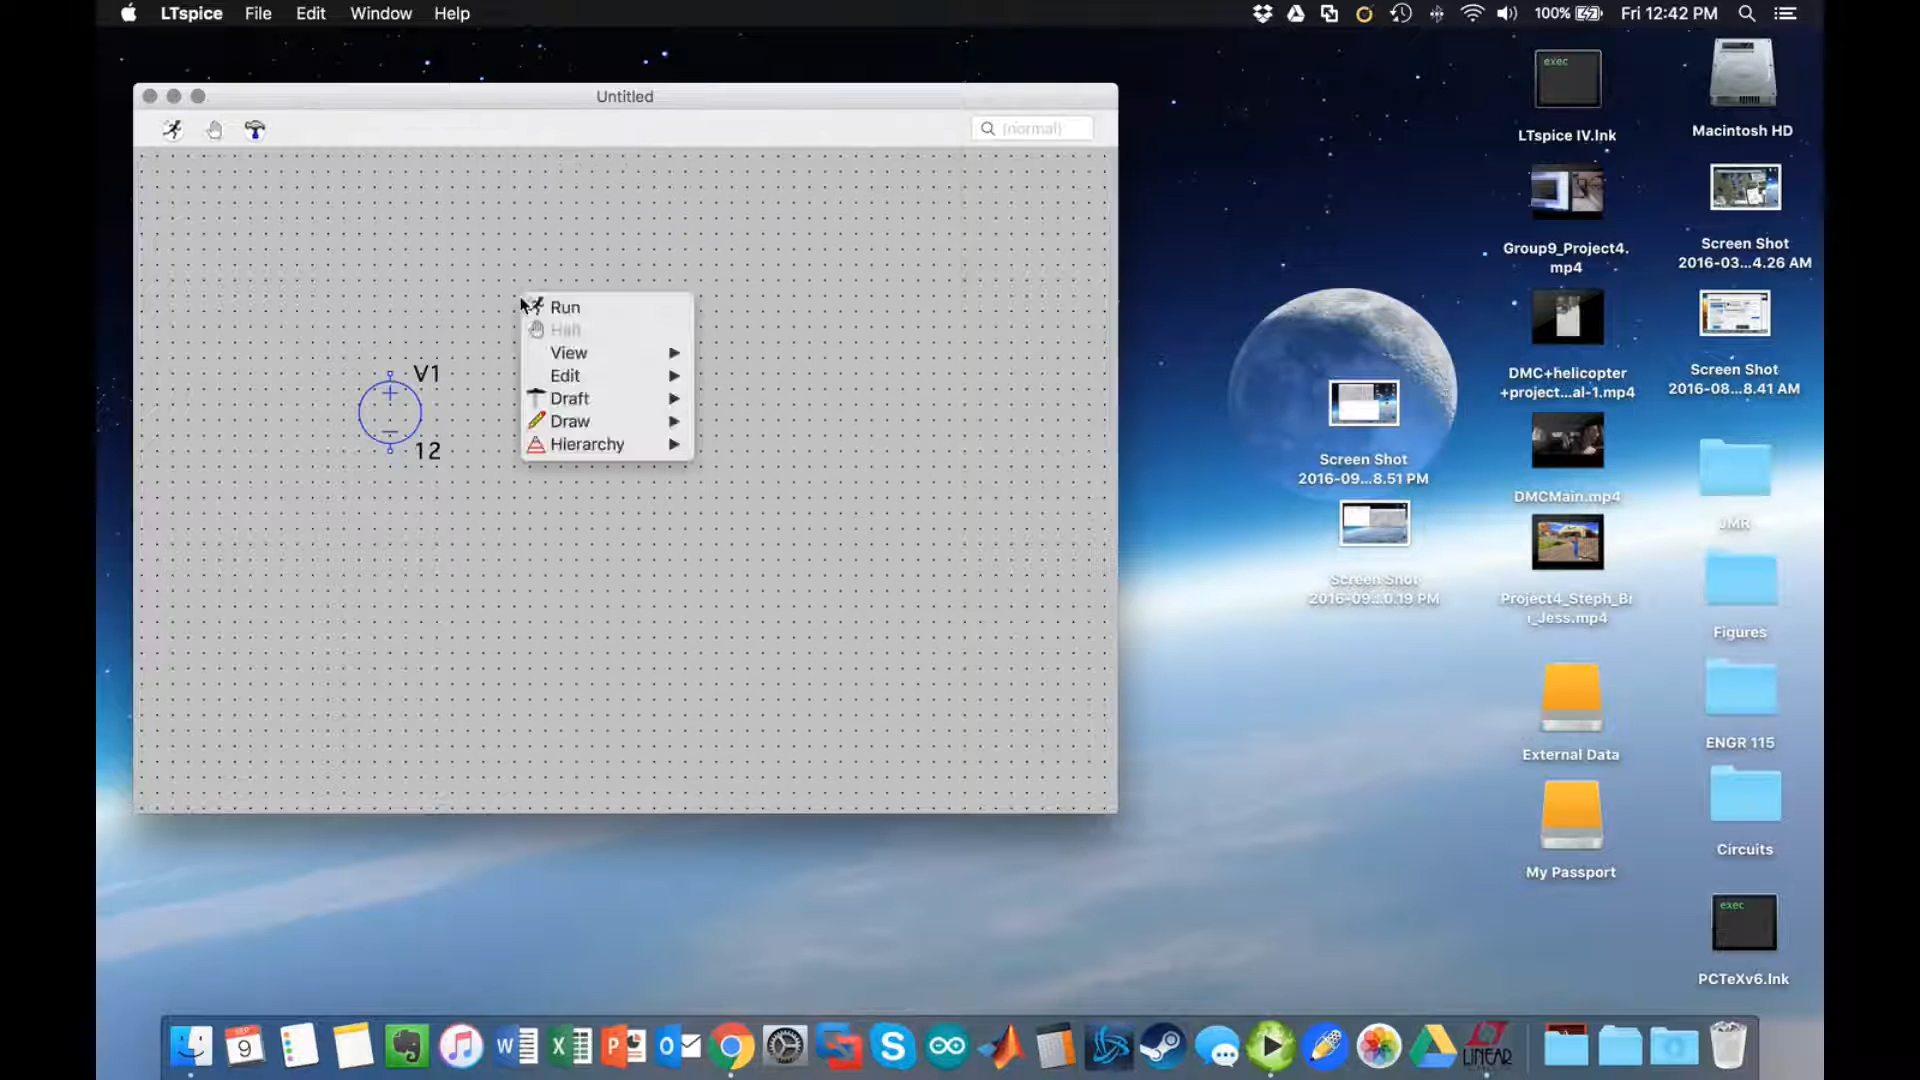 LTspice File Edit Window Help
100% Fri 12:42 PM
Untitled
(normal)
V1
12
Run
Halt
View
Edit
Draft
Draw
Hierarchy
exec
LTspice IV.lnk
Macintosh HD
Group9_Project4.
mp4
Screen Shot
2016-03...4.26 AM
DMC+helicopter
+project...al-1.mp4
Screen Shot
2016-08...8.41 AM
Screen Shot
2016-09...8.51 PM
DMCMain.mp4
JMR
Screen Shot
2016-09...0.19 PM
Project4_Steph_Br
i_Jess.mp4
Figures
External Data
ENGR 115
My Passport
Circuits
exec
PCTeXv6.lnk
SEP
9
LINEAR